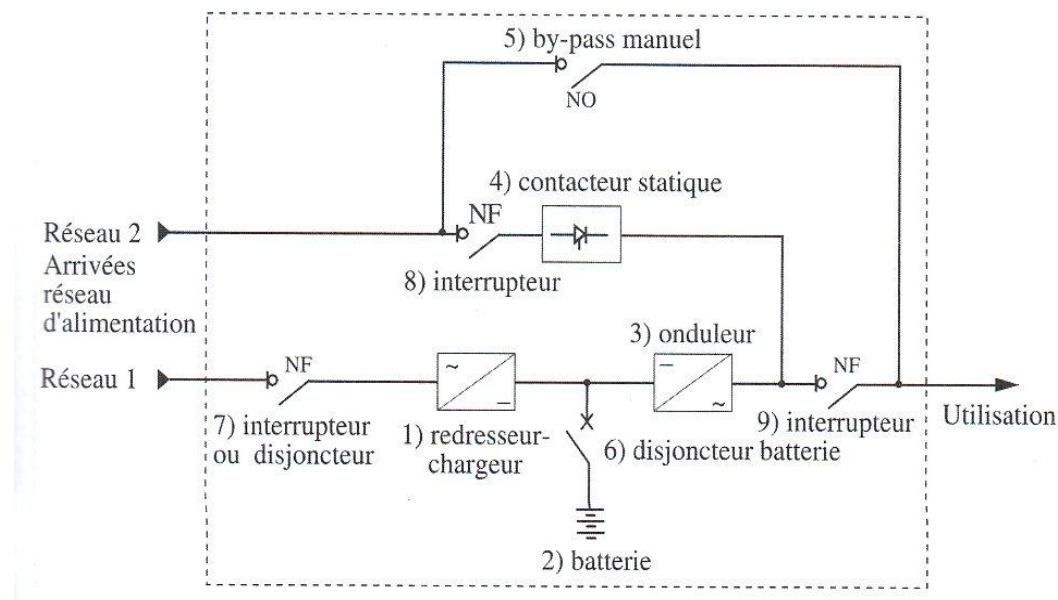 5) by-pass manuel
NO
4) contacteur statique
NF
Réseau 2
8) interrupteur
Arrivées
réseau
d'alimentation
3) onduleur
Réseau 1
NF
NF
7) interrupteur
ou disjoncteur
1) redresseur-
chargeur
6) disjoncteur batterie
9) interrupteur
Utilisation
2) batterie